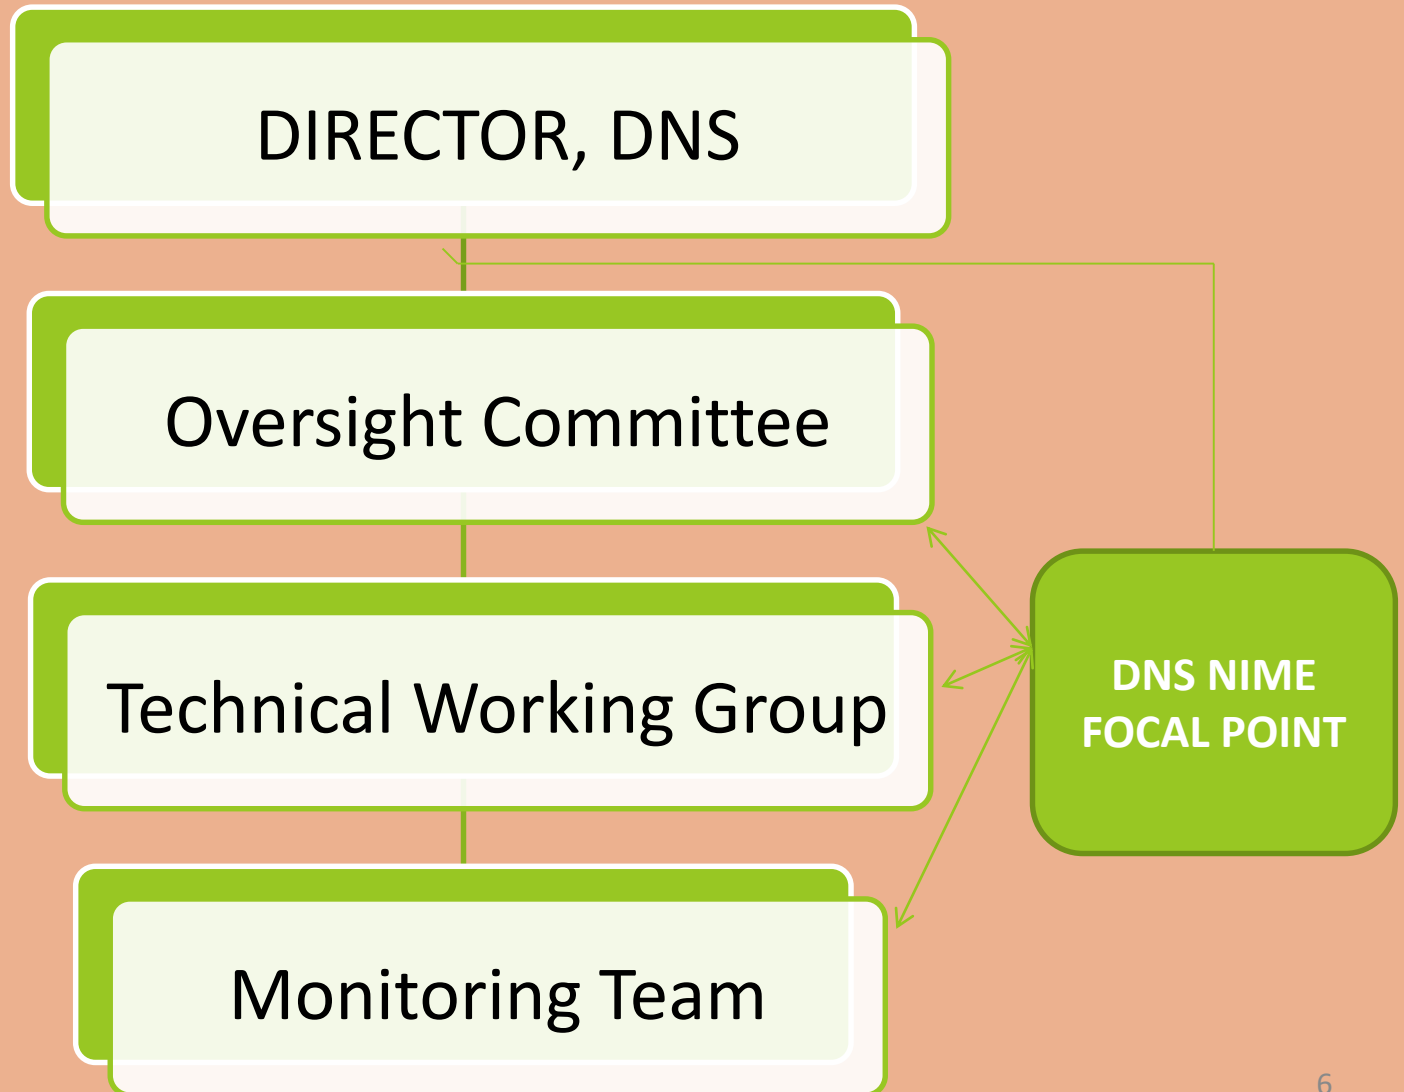 DIRECTOR, DNS
Oversight Committee
Technical Working Group
DNS NIME
FOCAL POINT
Monitoring Team
6